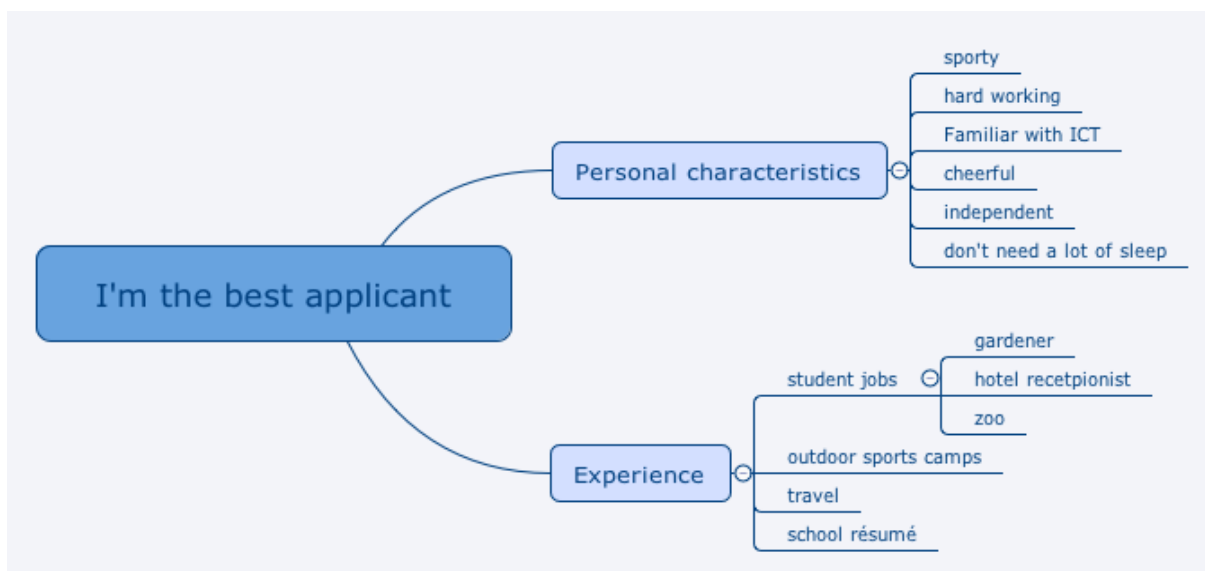 I'm the best applicant
Personal characteristics
sporty
hard working
Familiar with ICT
cheerful
independent
don't need a lot of sleep
Experience
student jobs
gardener
hotel recetpionist
zoo
outdoor sports camps
travel
school résumé